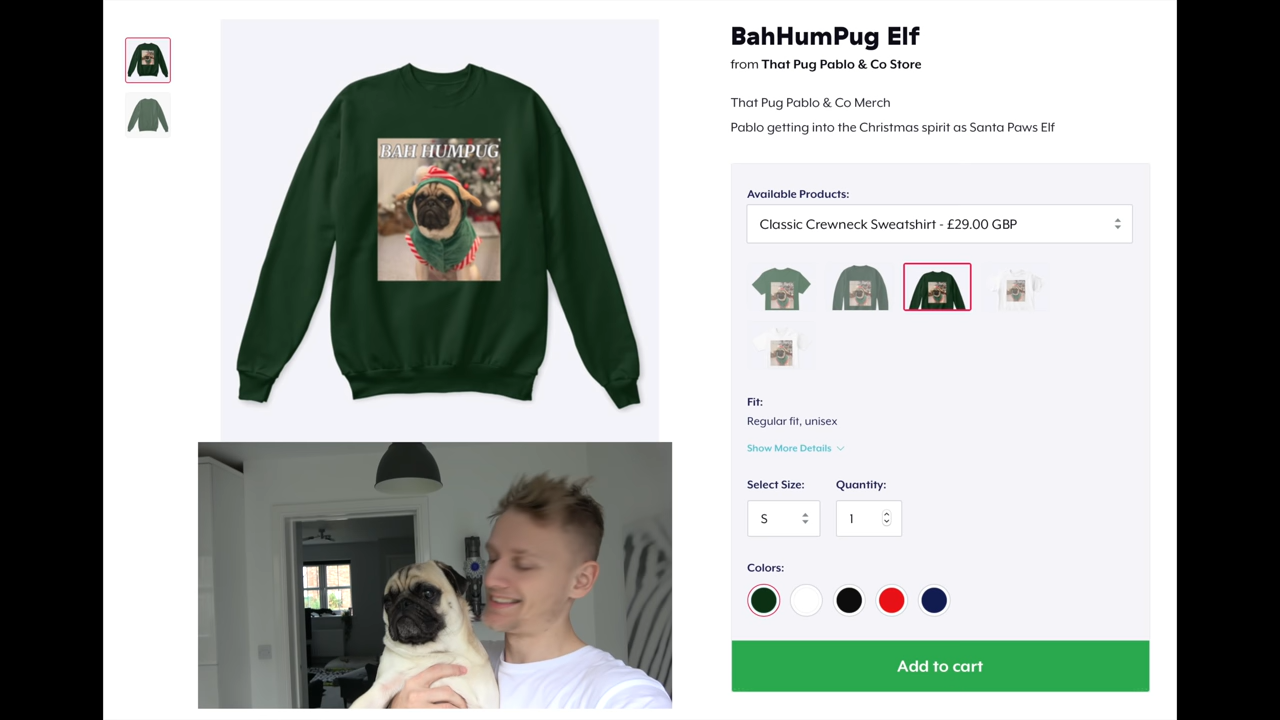 BAH HUMPUG
BahHumPug Elf
from That Pug Pablo & Co Store
That Pug Pablo & Co Merch
Pablo getting into the Christmas spirit as Santa Paws Elf
Available Products:
Classic Crewneck Sweatshirt - £29.00 GBP
Fit:
Regular fit, unisex
Show More Details
Select Size:
Quantity:
S
1
Colors:
Add to cart